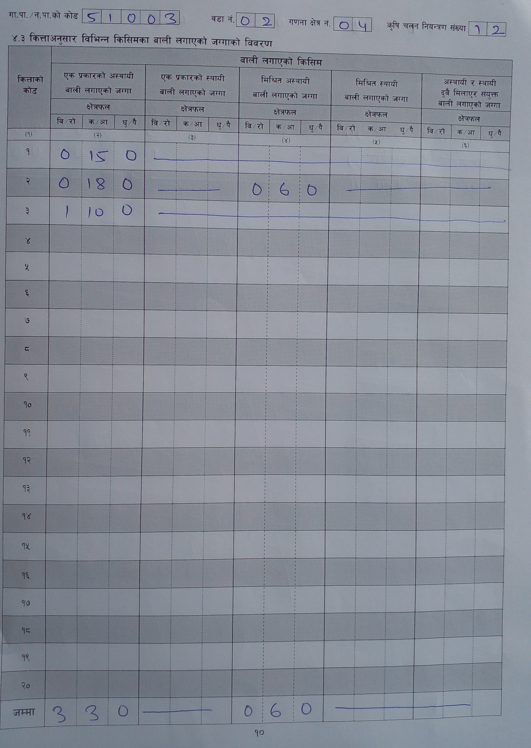 गा.पा./न.पा.को कोड 5 1 0 0 3 वडा नं. 0 2 गणना क्षेत्र नं. 0 4 कृषि चलन नियन्त्रण संख्या 1 2
४.३ कित्ताअनुसार विभिन्न किसिमका बाली लगाएको जग्गाको विवरण
बाली लगाएको किसिम
कित्ताको कोड एक प्रकारको अस्थायी बाली लगाएको जग्गा एक प्रकारको स्थायी बाली लगाएको जग्गा मिश्रित अस्थायी बाली लगाएको जग्गा मिश्रित स्थायी बाली लगाएको जग्गा अस्थायी र स्थायी दुवै मिलाएर संयुक्त बाली लगाएको जग्गा
क्षेत्रफल क्षेत्रफल क्षेत्रफल क्षेत्रफल क्षेत्रफल
बि/रो क/आ धु/पै बि/रो क/आ धु/पै बि/रो क/आ धु/पै बि/रो क/आ धु/पै बि/रो क/आ धु/पै
(१) (२) (३) (४) (५) (६)
१ 0 15 0
२ 0 18 0 0 6 0
३ 1 10 0
४
५
६
७
८
९
१०
११
१२
१३
१४
१५
१६
१७
१८
१९
२०
जम्मा 3 3 0 0 6 0
१०